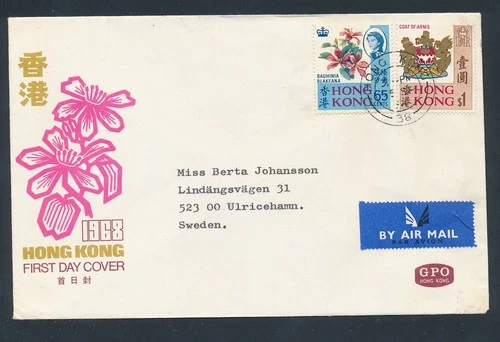 香港
1968
HONG KONG
FIRST DAY COVER
首日封
BAUHINIA
BLAKEANA
香港
HONG
KONG
65
CENTS
COAT OF ARMS
壹圓
HONG
KONG
$1
38
Miss Berta Johansson
Lindängsvägen 31
523 00 Ulricehamn.
Sweden.
BY AIR MAIL
PAR AVION
GPO
HONG KONG